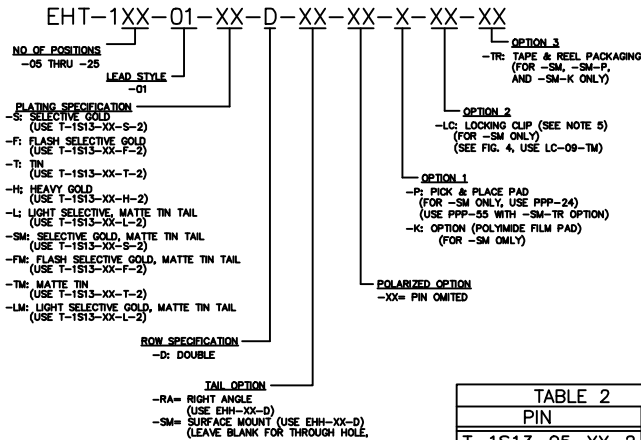 EHT-1XX-01-XX-D-XX-XX-X-XX-XX
NO OF POSITIONS
-05 THRU -25
LEAD STYLE
-01
PLATING SPECIFICATION
-S: SELECTIVE GOLD
(USE T-1S13-XX-S-2)
-F: FLASH SELECTIVE GOLD
(USE T-1S13-XX-F-2)
-T: TIN
(USE T-1S13-XX-T-2)
-H: HEAVY GOLD
(USE T-1S13-XX-H-2)
-L: LIGHT SELECTIVE, MATTE TIN TAIL
(USE T-1S13-XX-L-2)
-SM: SELECTIVE GOLD, MATTE TIN TAIL
(USE T-1S13-XX-S-2)
-FM: FLASH SELECTIVE GOLD, MATTE TIN TAIL
(USE T-1S13-XX-F-2)
-TM: MATTE TIN
(USE T-1S13-XX-T-2)
-LM: LIGHT SELECTIVE GOLD, MATTE TIN TAIL
(USE T-1S13-XX-L-2)
ROW SPECIFICATION
-D: DOUBLE
TAIL OPTION
-RA= RIGHT ANGLE
(USE EHH-XX-D)
-SM= SURFACE MOUNT (USE EHH-XX-D)
(LEAVE BLANK FOR THROUGH HOLE,
POLARIZED OPTION
-XX= PIN OMITED
OPTION 1
-P: PICK & PLACE PAD
(FOR -SM ONLY, USE PPP-24)
(USE PPP-55 WITH -SM-TR OPTION)
-K: OPTION (POLYIMIDE FILM PAD)
(FOR -SM OMLY)
OPTION 2
-LC: LOCKING CLIP (SEE NOTE 5)
(FOR -SM ONLY)
(SEE FIG. 4, USE LC-09-TM)
OPTION 3
-TR: TAPE & REEL PACKAGING
(FOR -SM, -SM-P,
AND -SM-K ONLY)
TABLE 2
PIN